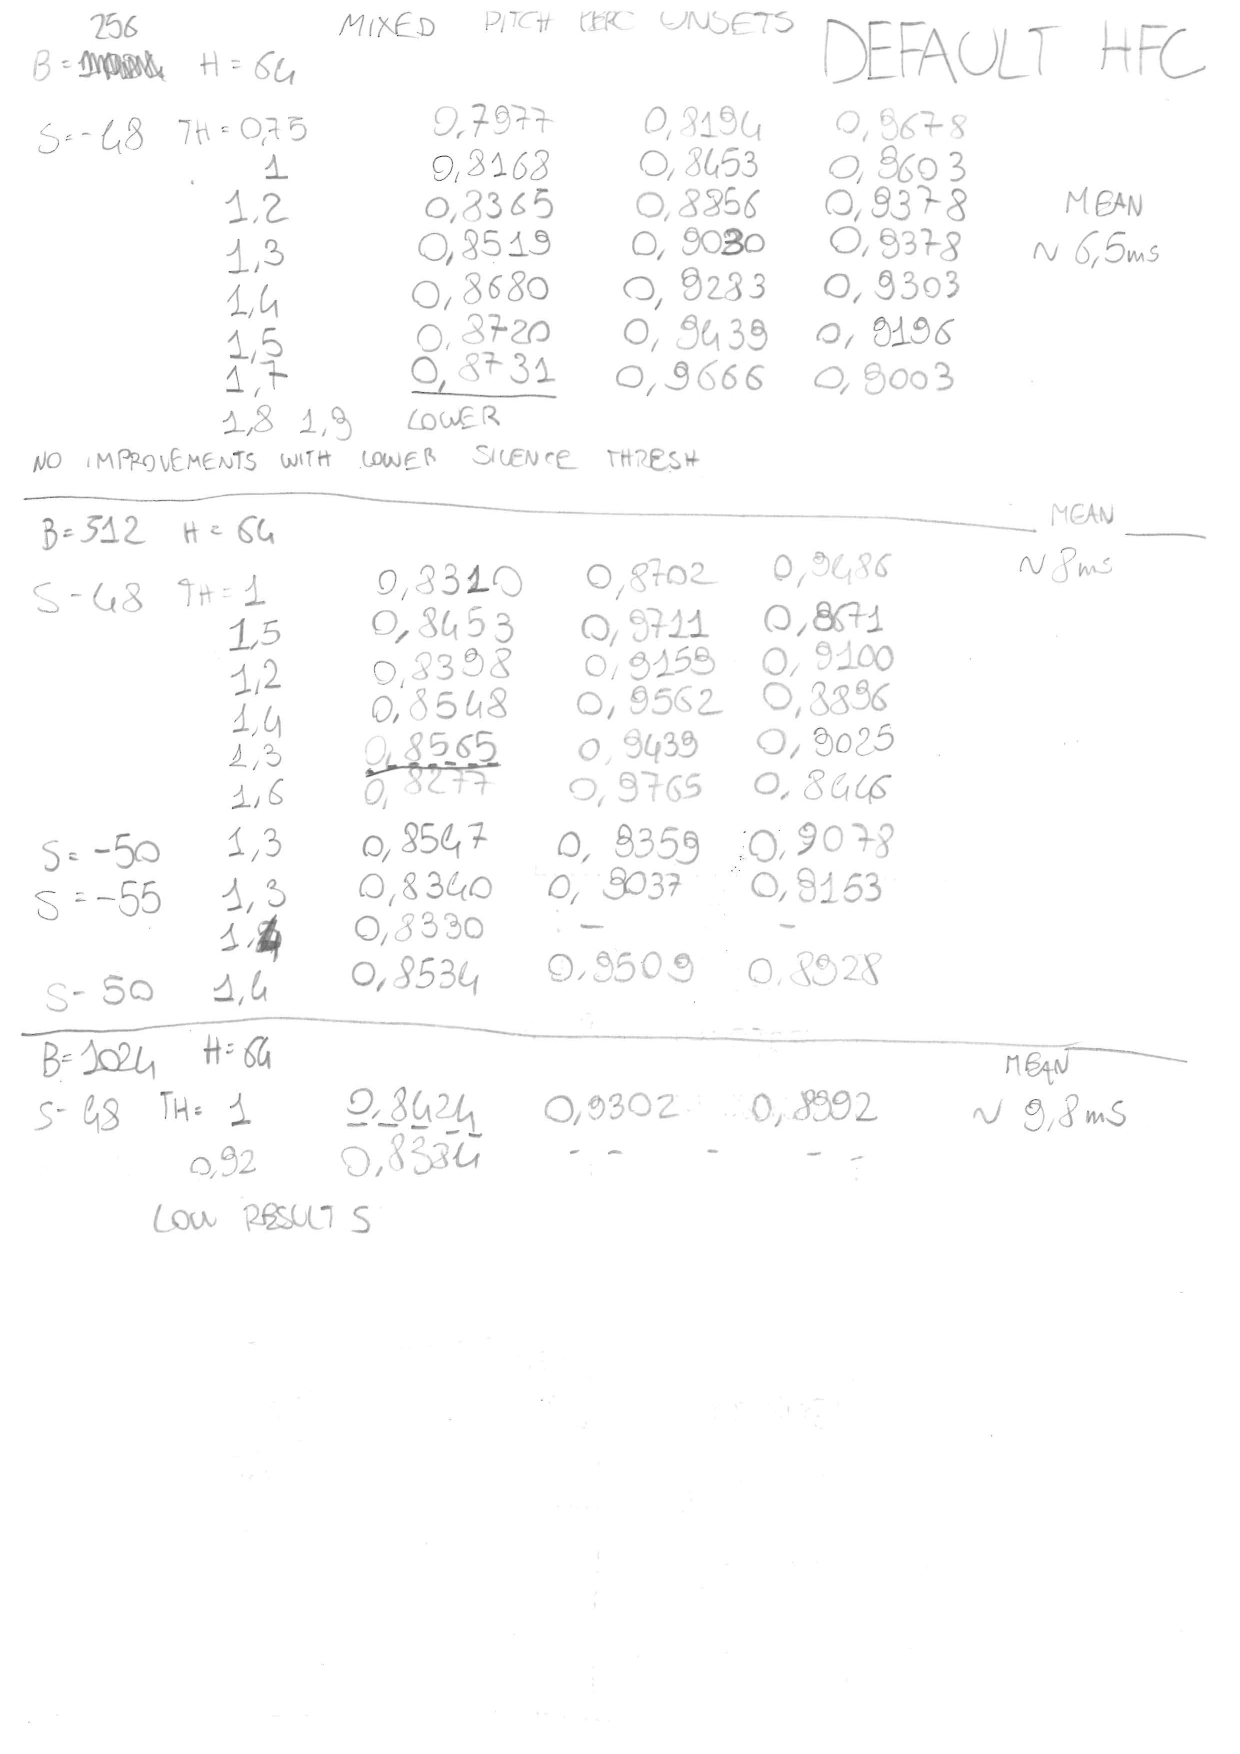 256 MIXED PITCH PERC ONSETS DEFAULT HFC
B= H=64
S=-48 TH=0,75 0,7977 0,8194 0,9678
1 0,8168 0,8453 0,9603
1,2 0,8365 0,8856 0,9378 MEAN
1,3 0,8519 0,9030 0,9378 ~ 6,5ms
1,4 0,8680 0,9283 0,9303
1,5 0,8720 0,9439 0,9196
1,7 0,8731 0,9666 0,9003
1,8 1,9 LOWER
NO IMPROVEMENTS WITH LOWER SILENCE THRESH
B=512 H=64 MEAN
S-48 TH=1 0,8310 0,8702 0,9486 ~ 8ms
1,5 0,8453 0,9711 0,8671
1,2 0,8398 0,9159 0,9100
1,4 0,8548 0,9562 0,8896
1,3 0,8565 0,9439 0,9025
1,6 0,8277 0,9765 0,8446
S=-50 1,3 0,8547 0,9359 0,9078
S=-55 1,3 0,8340 0,9037 0,9153
1,4 0,8330 - -
S-50 1,4 0,8534 0,9509 0,8928
B=1024 H=64 MEAN
S-48 TH=1 0,8424 0,9302 0,8992 ~ 9,8ms
0,92 0,8334 - - - - -
LOW RESULTS